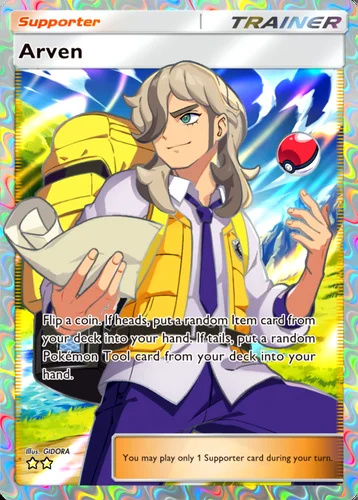 Supporter
TRAINER
Arven
Flip a coin. If heads, put a random Item card from
your deck into your hand. If tails, put a random
Pokémon Tool card from your deck into your
hand.
Illus. GIDORA
You may play only 1 Supporter card during your turn.